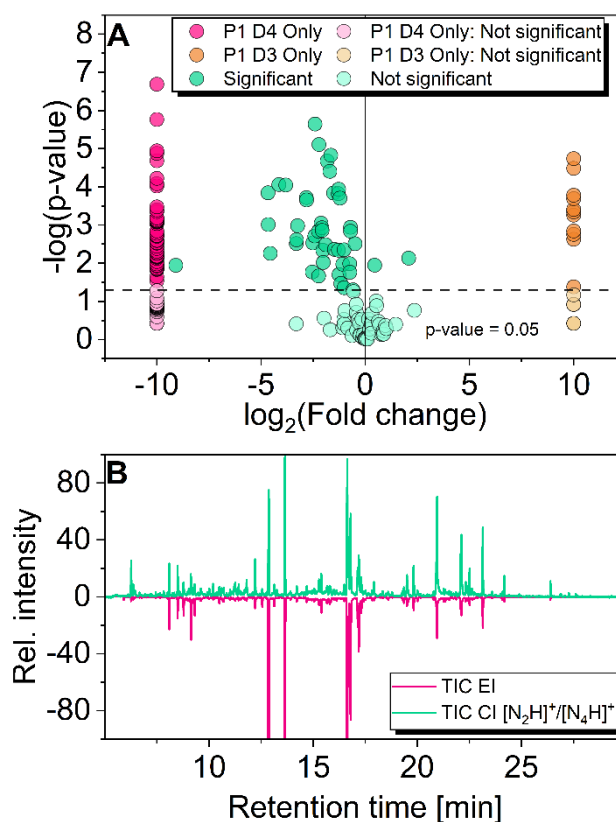 A
P1 D4 Only P1 D4 Only: Not significant
P1 D3 Only P1 D3 Only: Not significant
Significant Not significant
8
7
6
5
4
3
2
1
0
-log(p-value)
p-value = 0.05
-10 -5 0 5 10
log₂(Fold change)
B
80
40
0
-40
-80
Rel. intensity
TIC EI
TIC CI [N₂H]⁺/[N₄H]⁺
10 15 20 25
Retention time [min]